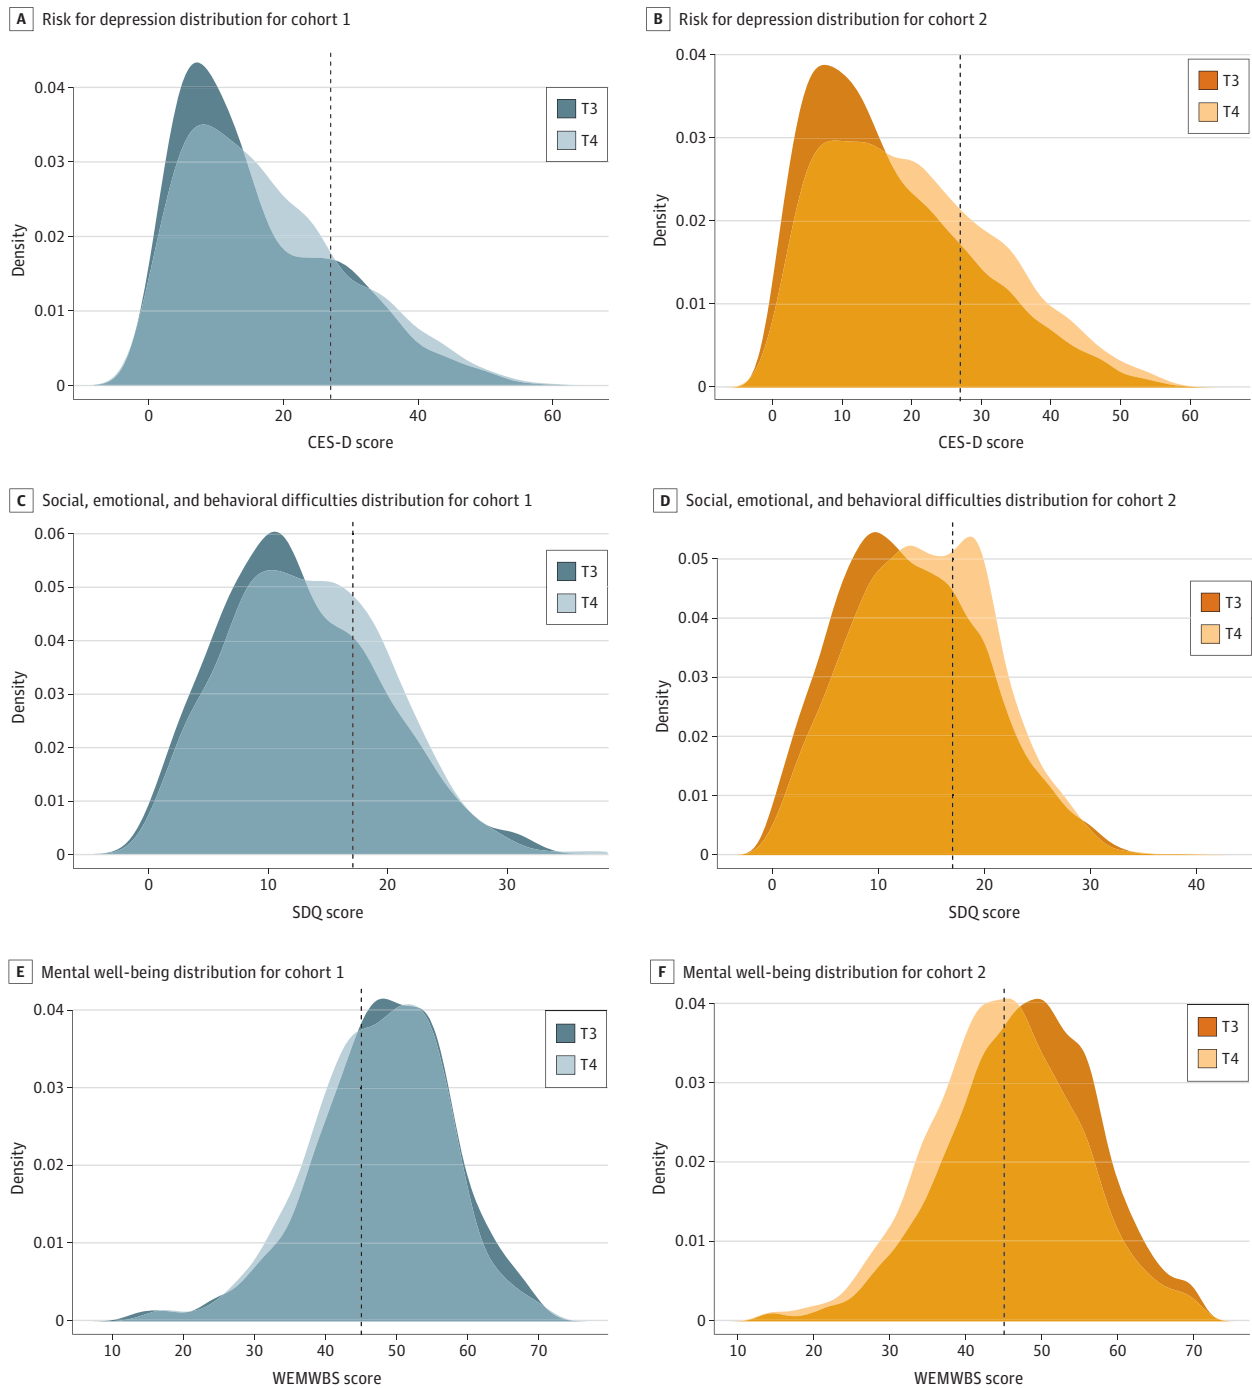 A Risk for depression distribution for cohort 1
0.04
0.03
0.02
0.01
0
Density
0
20
40
60
CES-D score
T3
T4
B Risk for depression distribution for cohort 2
0.04
0.03
0.02
0.01
0
Density
0
10
20
30
40
50
60
CES-D score
T3
T4
C Social, emotional, and behavioral difficulties distribution for cohort 1
0.06
0.05
0.04
0.03
0.02
0.01
0
Density
0
10
20
30
SDQ score
T3
T4
D Social, emotional, and behavioral difficulties distribution for cohort 2
0.05
0.04
0.03
0.02
0.01
0
Density
0
10
20
30
40
SDQ score
T3
T4
E Mental well-being distribution for cohort 1
0.04
0.03
0.02
0.01
0
Density
10
20
30
40
50
60
70
WEMWBS score
T3
T4
F Mental well-being distribution for cohort 2
0.04
0.03
0.02
0.01
0
Density
10
20
30
40
50
60
70
WEMWBS score
T3
T4